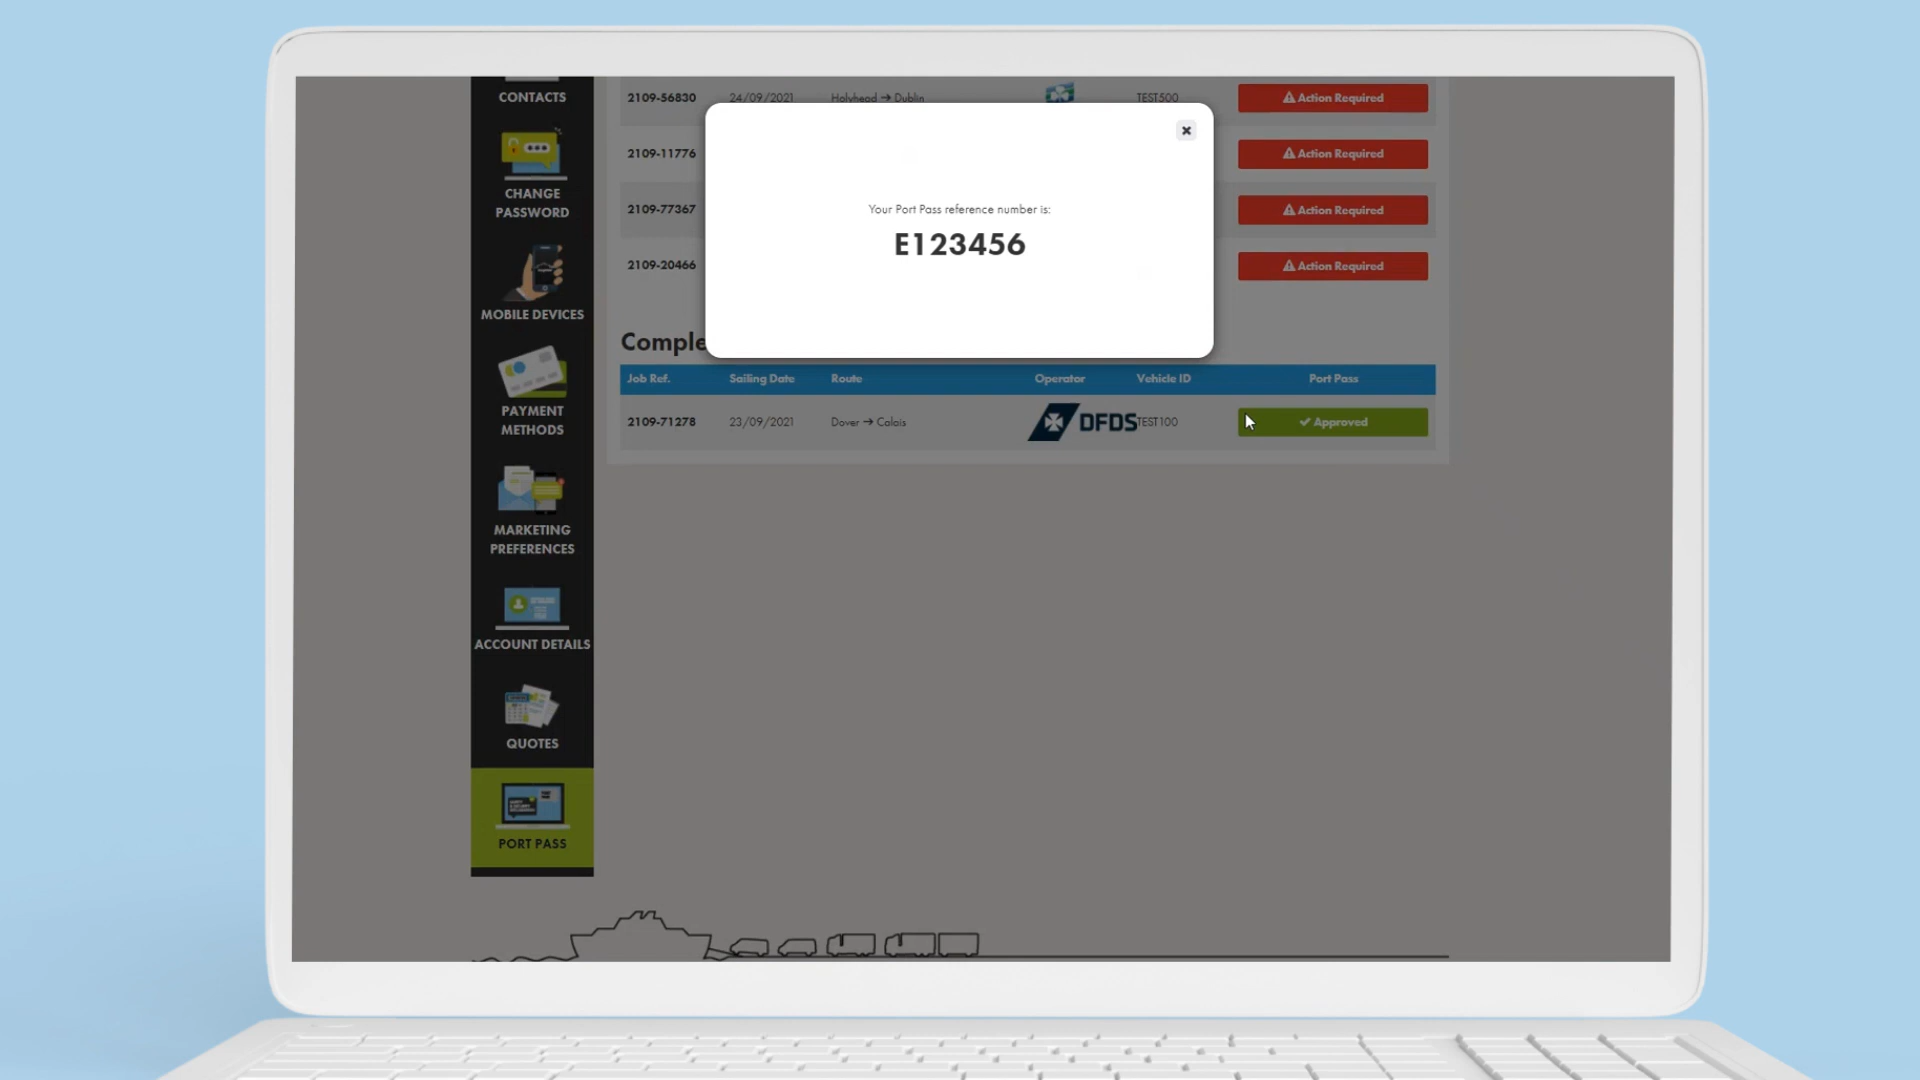 CONTACTS
2109-56830 24/09/2021 Holyhead → Dublin TEST500 Action Required
CHANGE
PASSWORD
2109-11776 Action Required
2109-77367 Action Required
Your Port Pass reference number is:
E123456
2109-20466 Action Required
MOBILE DEVICES
Comple
Job Ref. Sailing Date Route Operator Vehicle ID Port Pass
2109-71278 23/09/2021 Dover → Calais DFDS TEST100 Approved
PAYMENT
METHODS
MARKETING
PREFERENCES
ACCOUNT DETAILS
QUOTES
PORT PASS